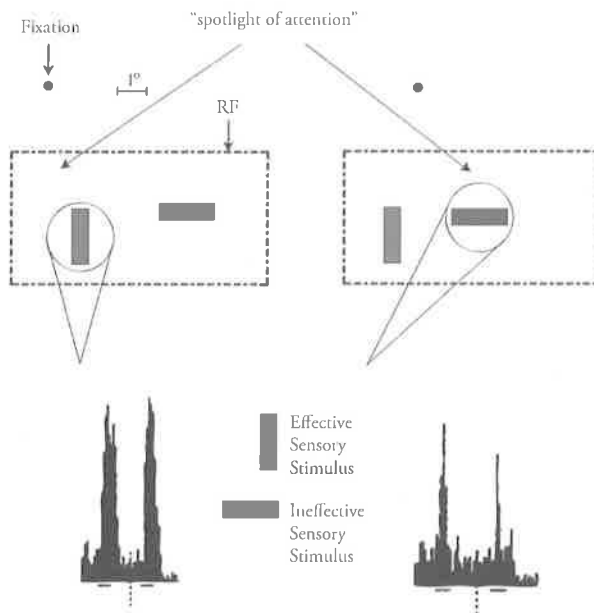 "spotlight of attention"
Fixation
1°
RF
Effective
Sensory
Stimulus
Ineffective
Sensory
Stimulus